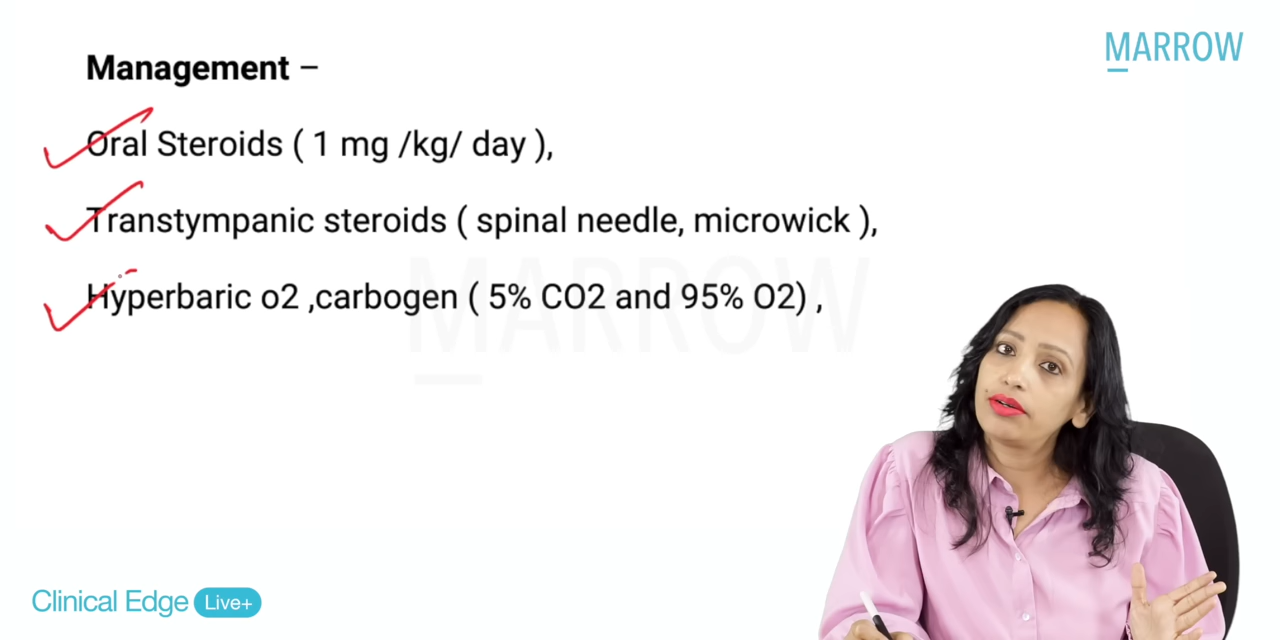 MARROW
Management –
Oral Steroids ( 1 mg /kg/ day ),
Transtympanic steroids ( spinal needle, microwick ),
Hyperbaric o2 ,carbogen ( 5% CO2 and 95% O2) ,
MARROW
Clinical Edge Live+